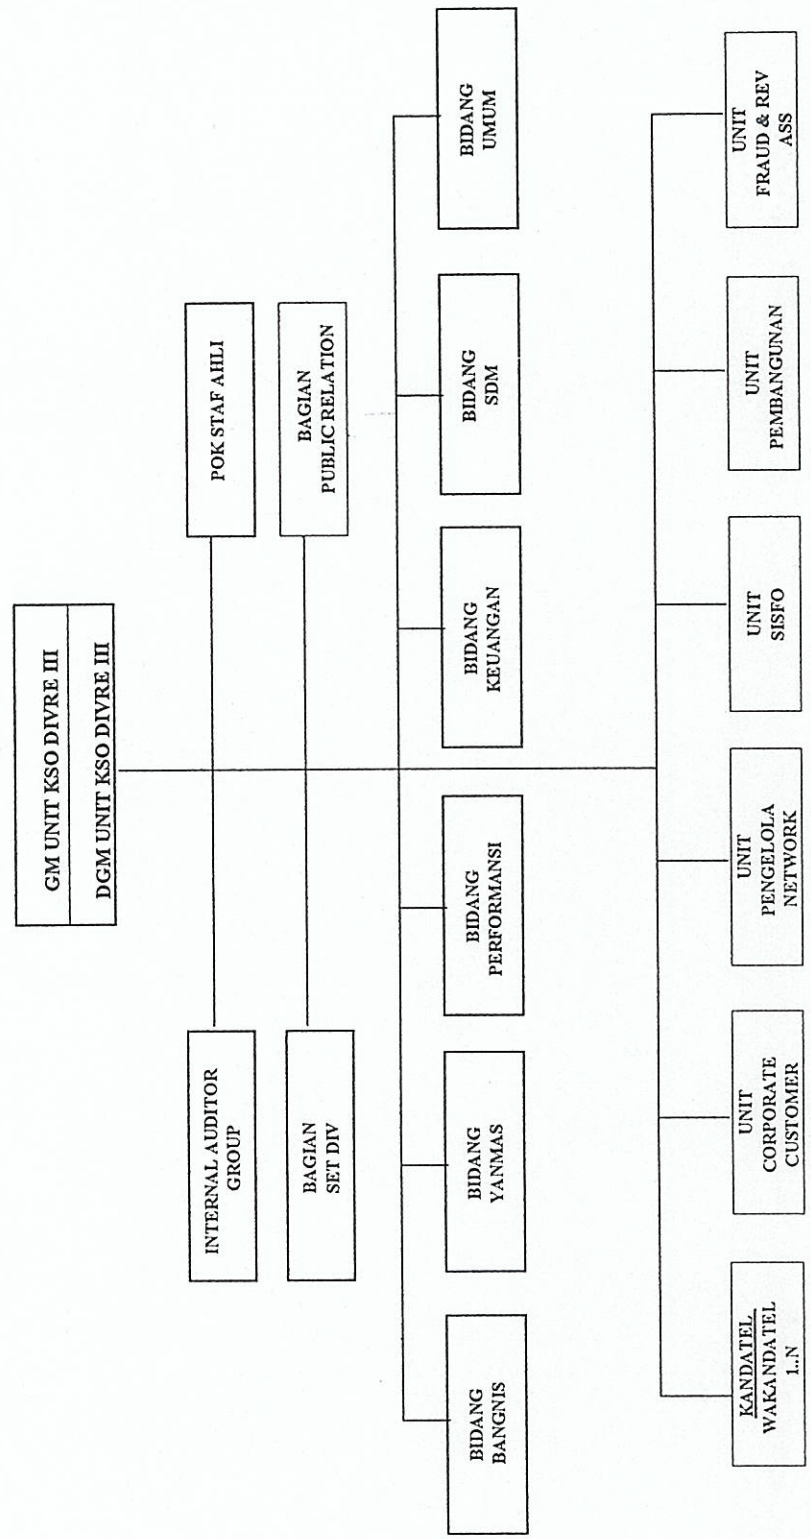 GM UNIT KSO DIVRE III
DGM UNIT KSO DIVRE III
INTERNAL AUDITOR
GROUP
POK STAF AHLI
BAGIAN
SET DIV
BAGIAN
PUBLIC RELATION
BIDANG
BANGNIS
BIDANG
YANMAS
BIDANG
PERFORMANSI
BIDANG
KEUANGAN
BIDANG
SDM
BIDANG
UMUM
KANDATEL
WAKANDATEL
1..N
UNIT
CORPORATE
CUSTOMER
UNIT
PENGELOLA
NETWORK
UNIT
SISFO
UNIT
PEMBANGUNAN
UNIT
FRAUD & REV
ASS